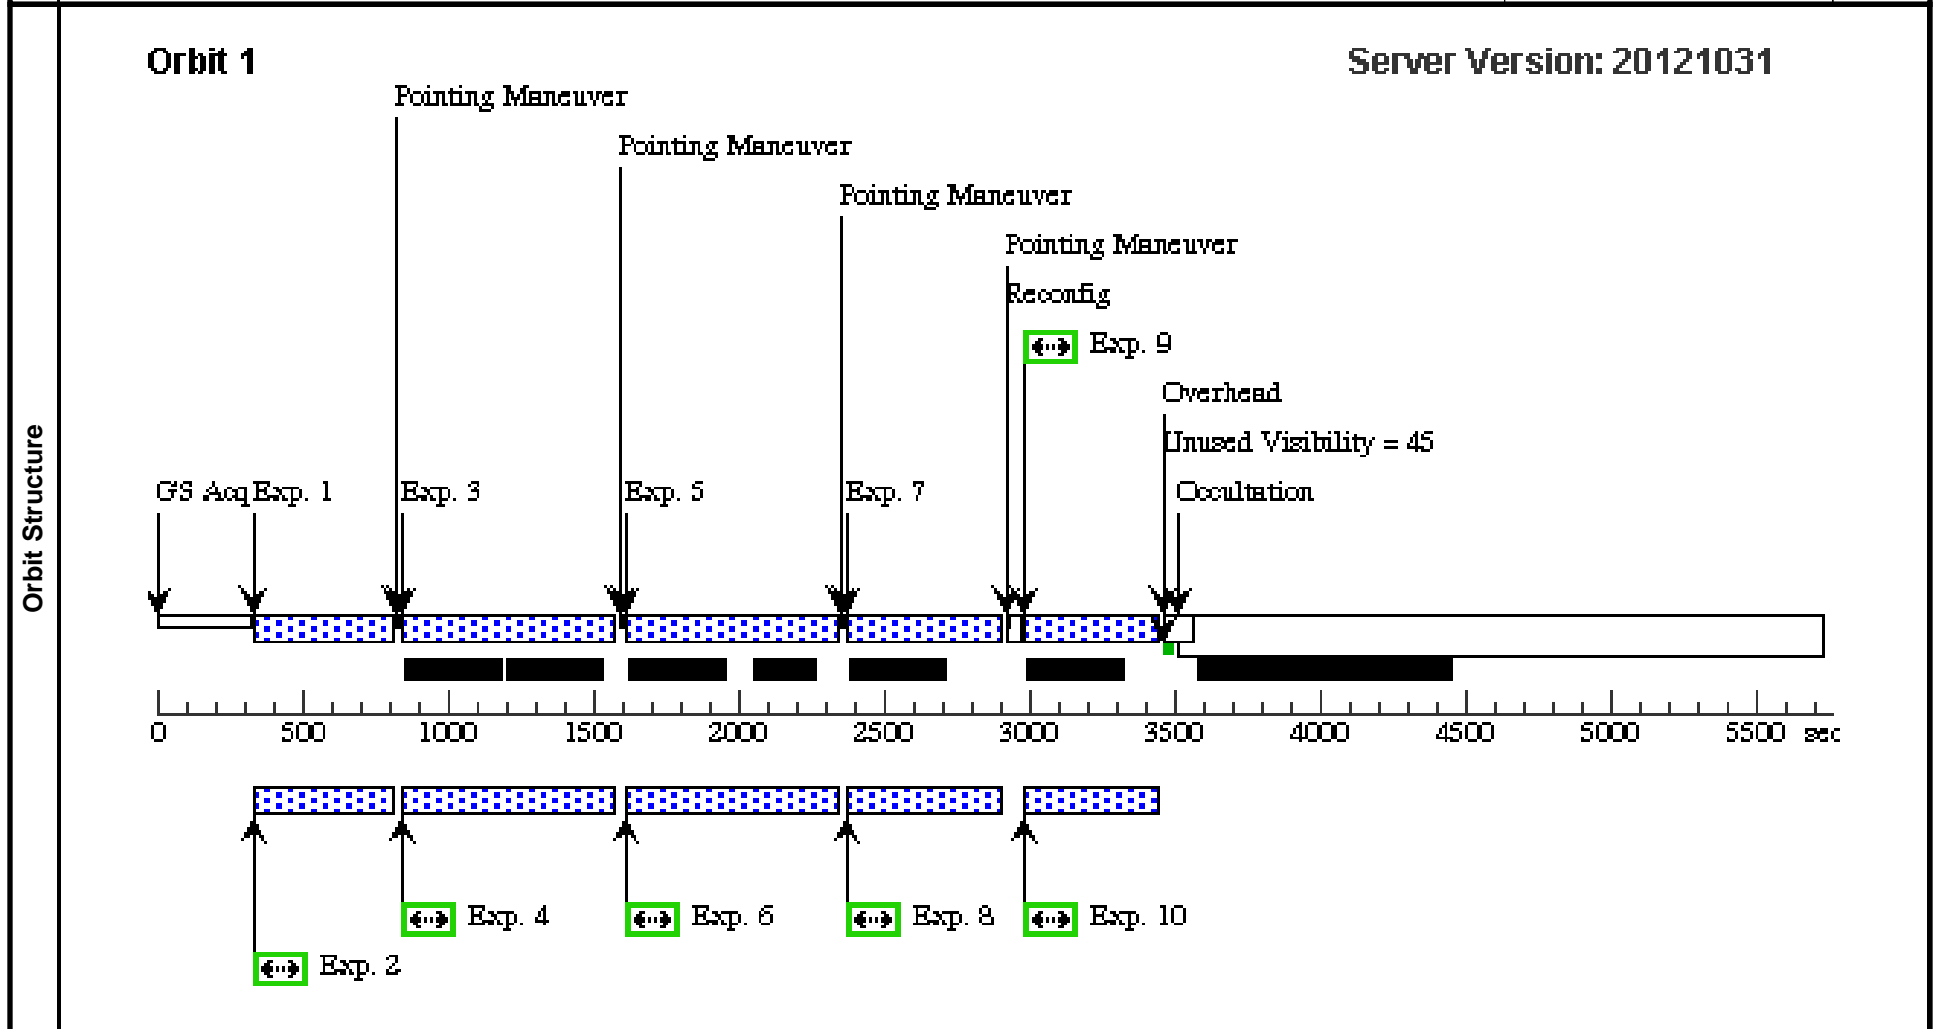 Orbit 1
Server Version: 20121031
Pointing Maneuver
Pointing Maneuver
Pointing Maneuver
Pointing Maneuver
Reconfig
Exp. 9
Overhead
Unused Visibility = 45
GS Acq Exp. 1 Exp. 3 Exp. 5 Exp. 7 Occultation
Orbit Structure
0 500 1000 1500 2000 2500 3000 3500 4000 4500 5000 5500 sec
Exp. 4 Exp. 6 Exp. 8 Exp. 10
Exp. 2